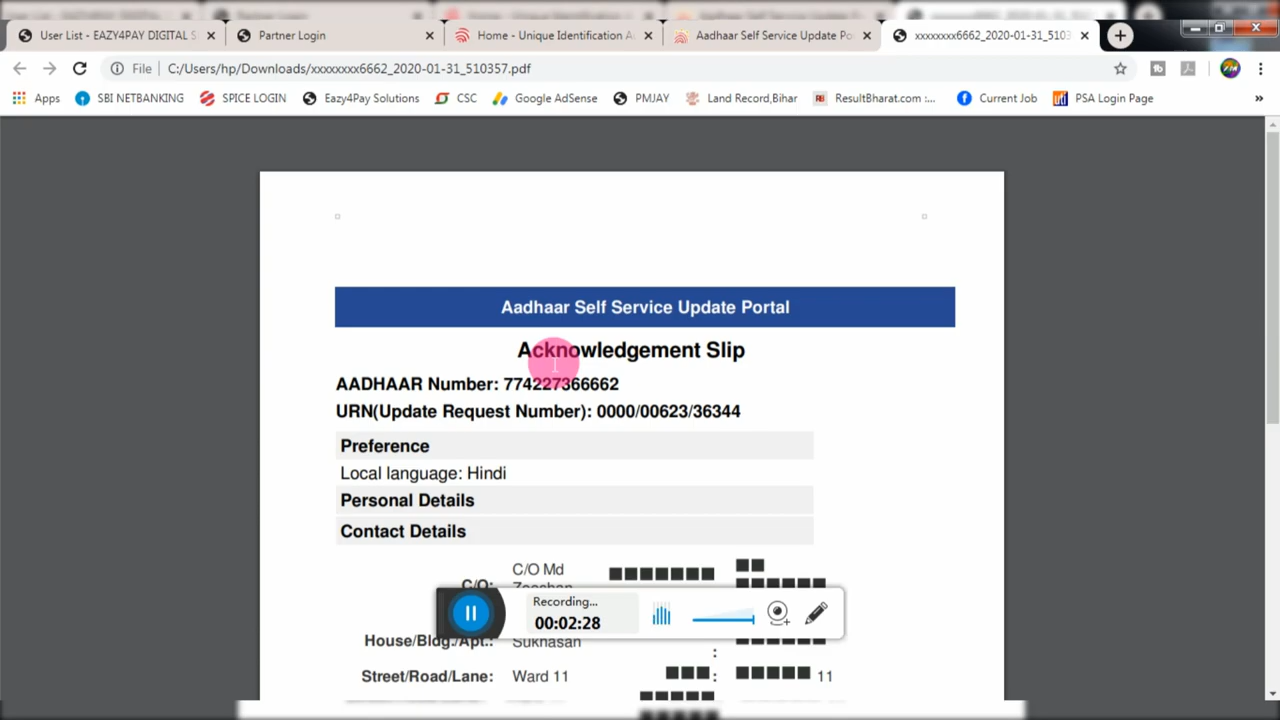 User List - EAZY4PAY DIGITAL S
Partner Login
Home - Unique Identification A
Aadhaar Self Service Update Po
xxxxxxxx6662_2020-01-31_5103
File
C:/Users/hp/Downloads/xxxxxxxx6662_2020-01-31_510357.pdf
Apps
SBI NETBANKING
SPICE LOGIN
Eazy4Pay Solutions
CSC
Google AdSense
PMJAY
Land Record,Bihar
ResultBharat.com :...
Current Job
PSA Login Page
Aadhaar Self Service Update Portal
Acknowledgement Slip
AADHAAR Number: 774227366662
URN(Update Request Number): 0000/00623/36344
Preference
Local language: Hindi
Personal Details
Contact Details
C/O:
C/O Md
Recording...
00:02:28
House/Bldg./Apt.:
Sukhasan
:
Street/Road/Lane:
Ward 11
:
11